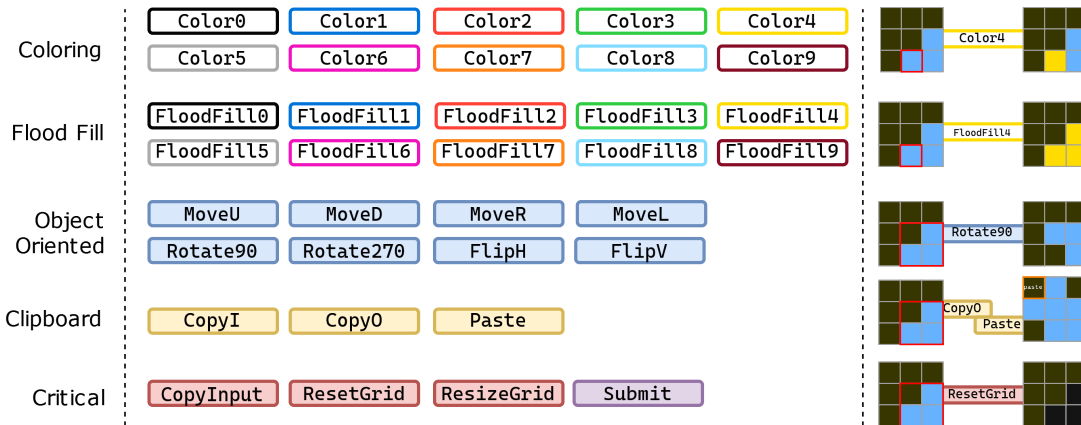 Coloring
Color0 Color1 Color2 Color3 Color4
Color5 Color6 Color7 Color8 Color9
Color4
Flood Fill
FloodFill0 FloodFill1 FloodFill2 FloodFill3 FloodFill4
FloodFill5 FloodFill6 FloodFill7 FloodFill8 FloodFill9
FloodFill4
Object
Oriented
MoveU MoveD MoveR MoveL
Rotate90 Rotate270 FlipH FlipV
Rotate90
Clipboard
CopyI CopyO Paste
CopyO
Paste
paste
Critical
CopyInput ResetGrid ResizeGrid Submit
ResetGrid